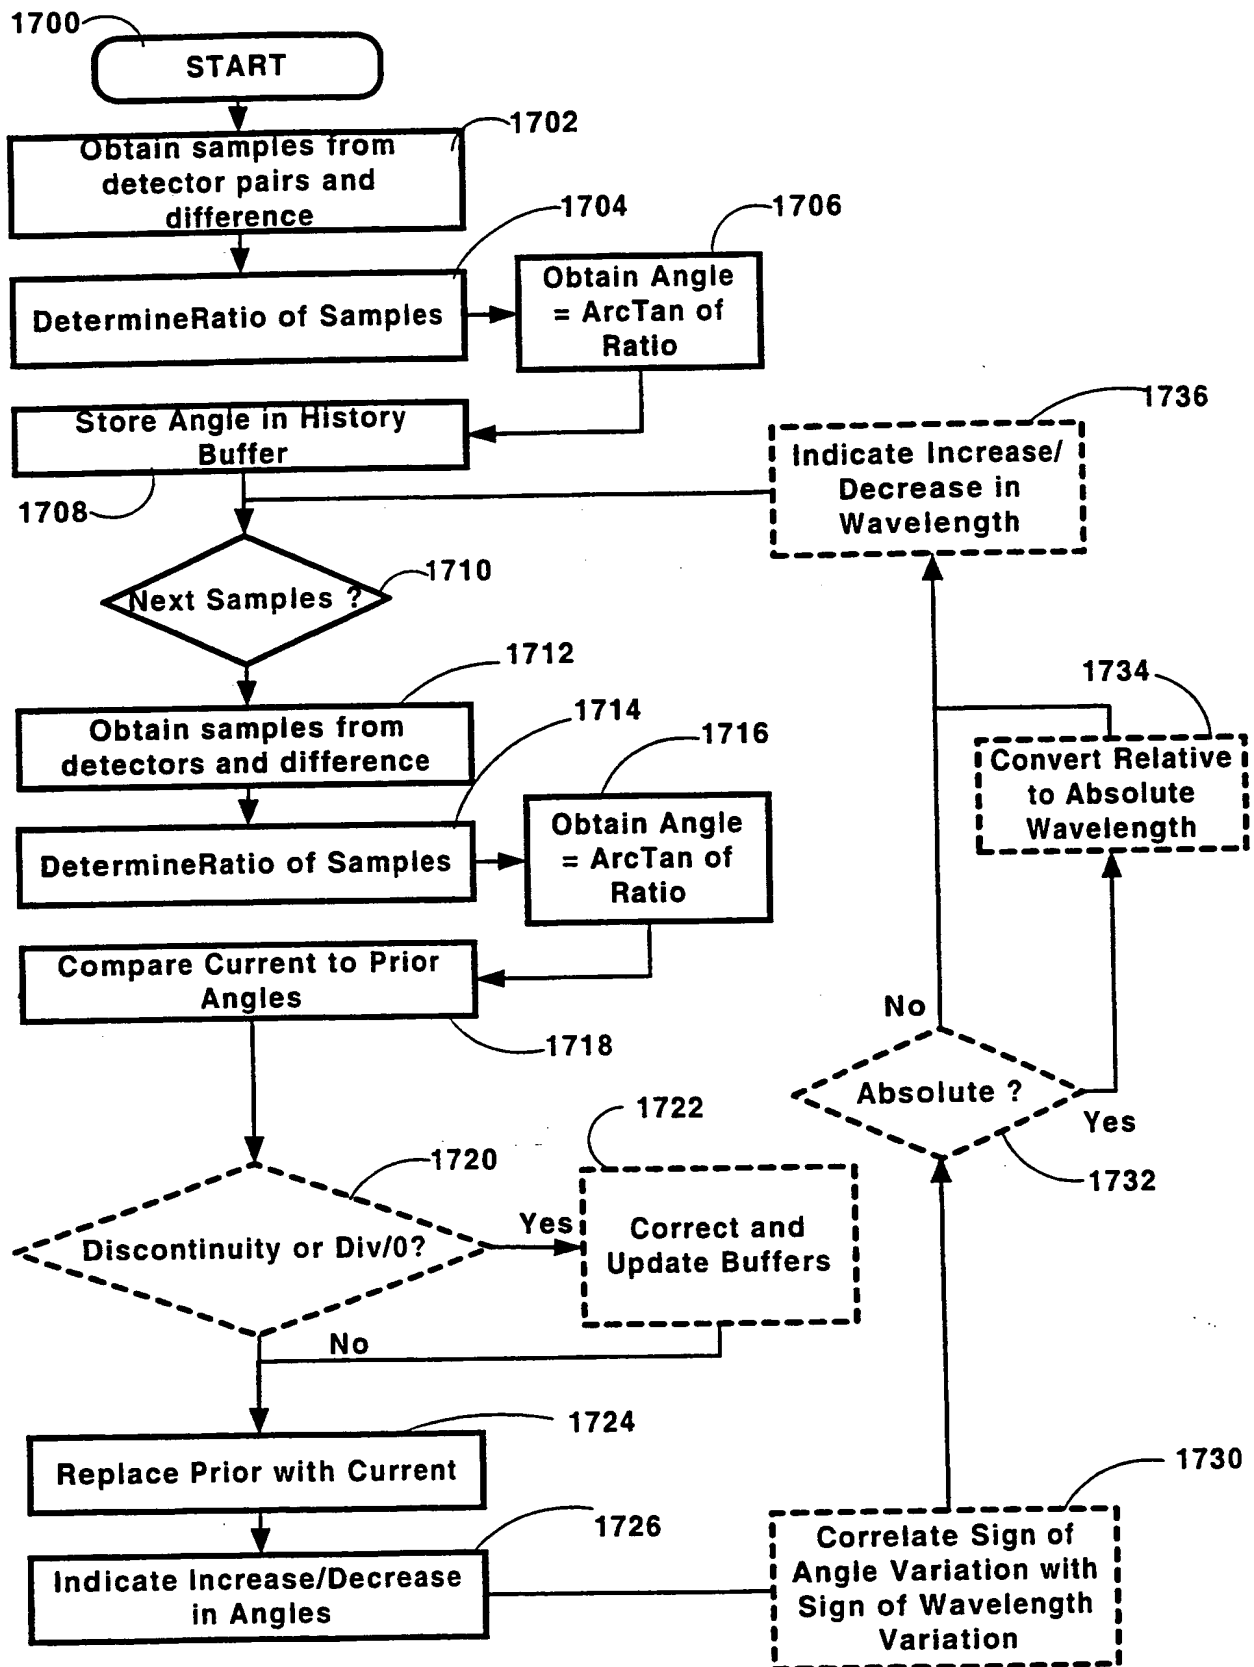 1700
START
1702
Obtain samples from
detector pairs and
difference
1704
DetermineRatio of Samples
1706
Obtain Angle
= ArcTan of
Ratio
Store Angle in History
Buffer
1708
1736
Indicate Increase/
Decrease in
Wavelength
1710
Next Samples ?
1712
Obtain samples from
detectors and difference
1714
DetermineRatio of Samples
1716
Obtain Angle
= ArcTan of
Ratio
1734
Convert Relative
to Absolute
Wavelength
Compare Current to Prior
Angles
1718
No
Absolute ?
Yes
1732
1720
Discontinuity or Div/0?
Yes
1722
Correct and
Update Buffers
No
1724
Replace Prior with Current
1726
Indicate Increase/Decrease
in Angles
1730
Correlate Sign of
Angle Variation with
Sign of Wavelength
Variation